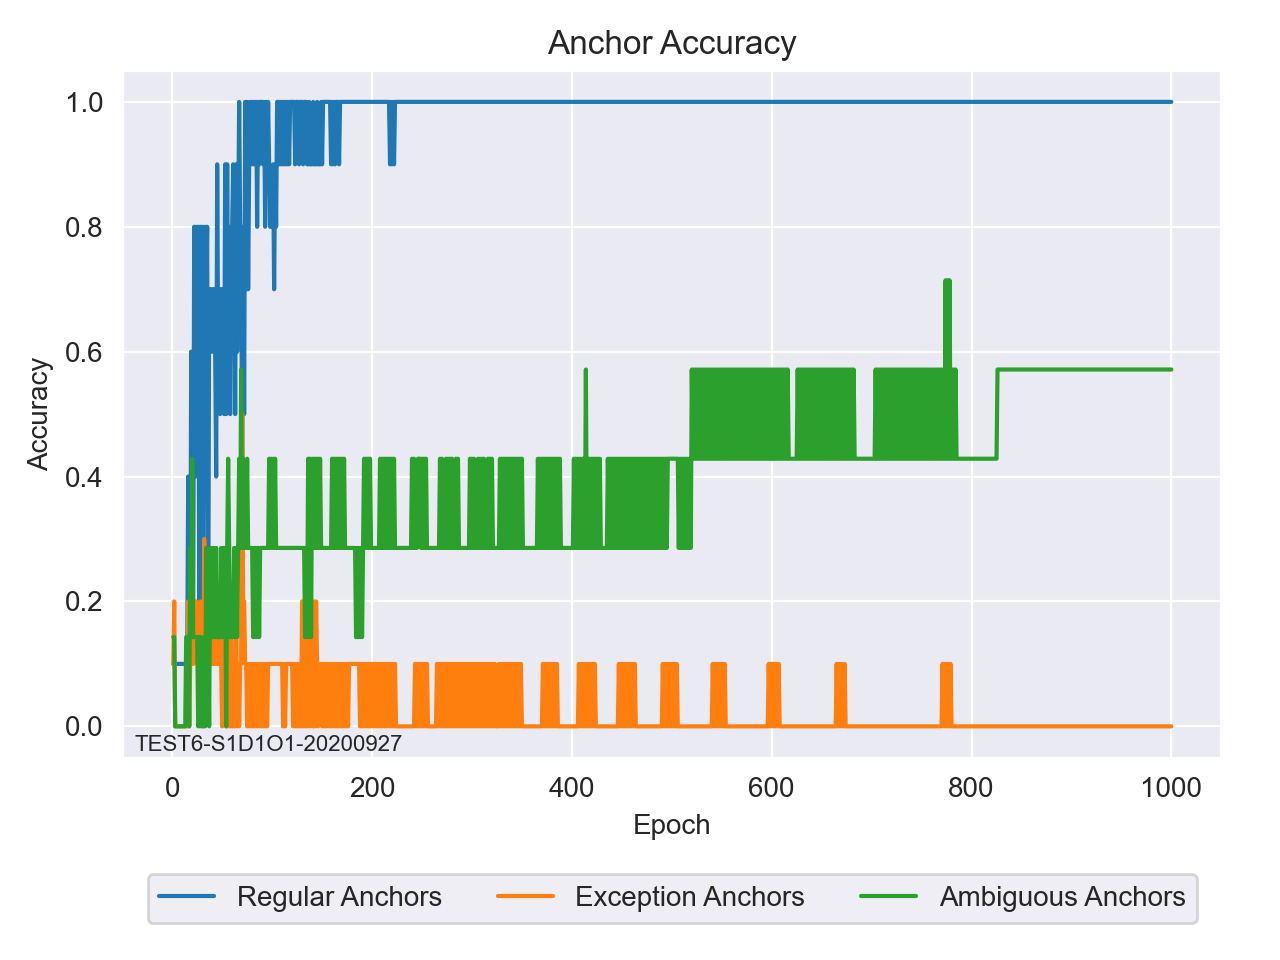 Anchor Accuracy
1.0
0.8
0.6
0.4
0.2
0.0
Accuracy
TEST6-S1D1O1-20200927
0 200 400 600 800 1000
Epoch
Regular Anchors Exception Anchors Ambiguous Anchors